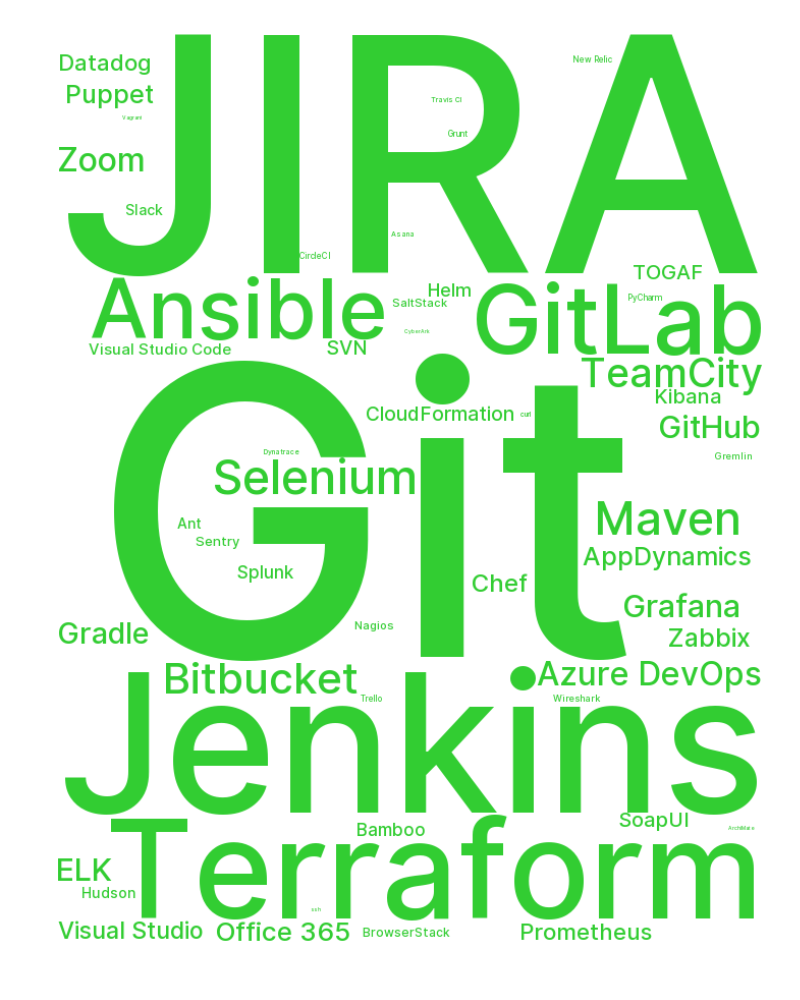 JIRA
Datadog
New Relic
Puppet
Travis CI
Vagrant
Grunt
Zoom
Slack
Asana
CircleCI
TOGAF
Ansible
Helm
GitLab
PyCharm
SaltStack
CyberArk
Visual Studio Code
SVN
TeamCity
Git
Kibana
CloudFormation
curl
GitHub
Dynatrace
Gremlin
Selenium
Maven
Ant
Sentry
AppDynamics
Splunk
Chef
Grafana
Nagios
Gradle
Zabbix
Bitbucket
Azure DevOps
Trello
Wireshark
Jenkins
SoapUI
Bamboo
ArchiMate
Terraform
ELK
Hudson
Visual Studio
Office 365
BrowserStack
Prometheus